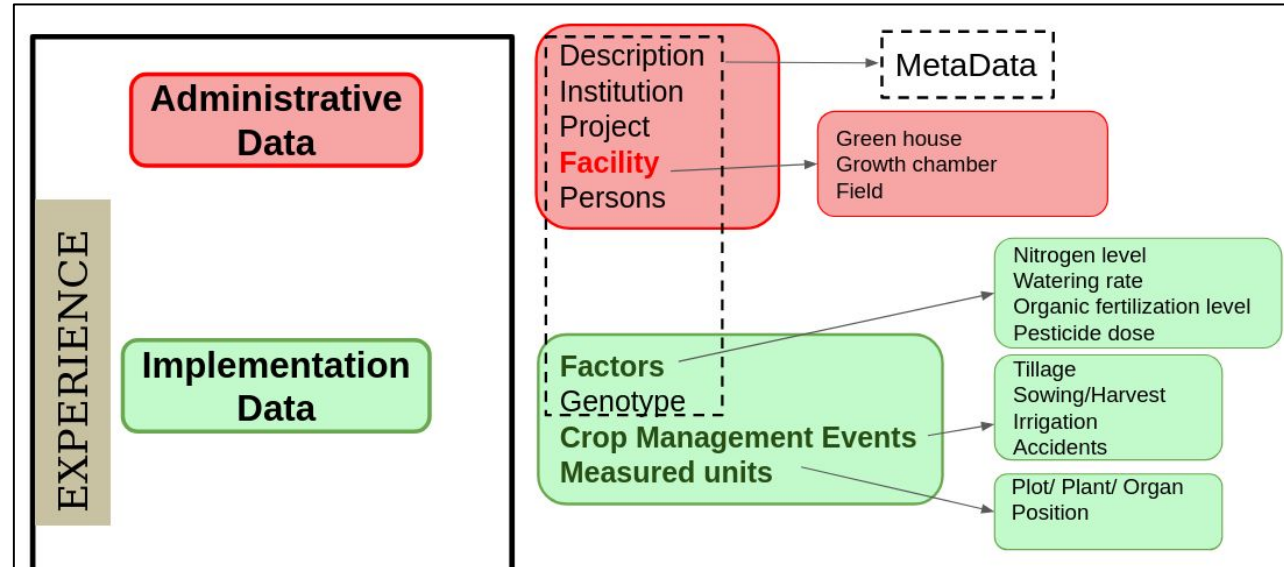 Administrative
Data
EXPERIENCE
Implementation
Data
Description
Institution
Project
Facility
Persons
MetaData
Green house
Growth chamber
Field
Factors
Genotype
Crop Management Events
Measured units
Nitrogen level
Watering rate
Organic fertilization level
Pesticide dose
Tillage
Sowing/Harvest
Irrigation
Accidents
Plot/ Plant/ Organ
Position